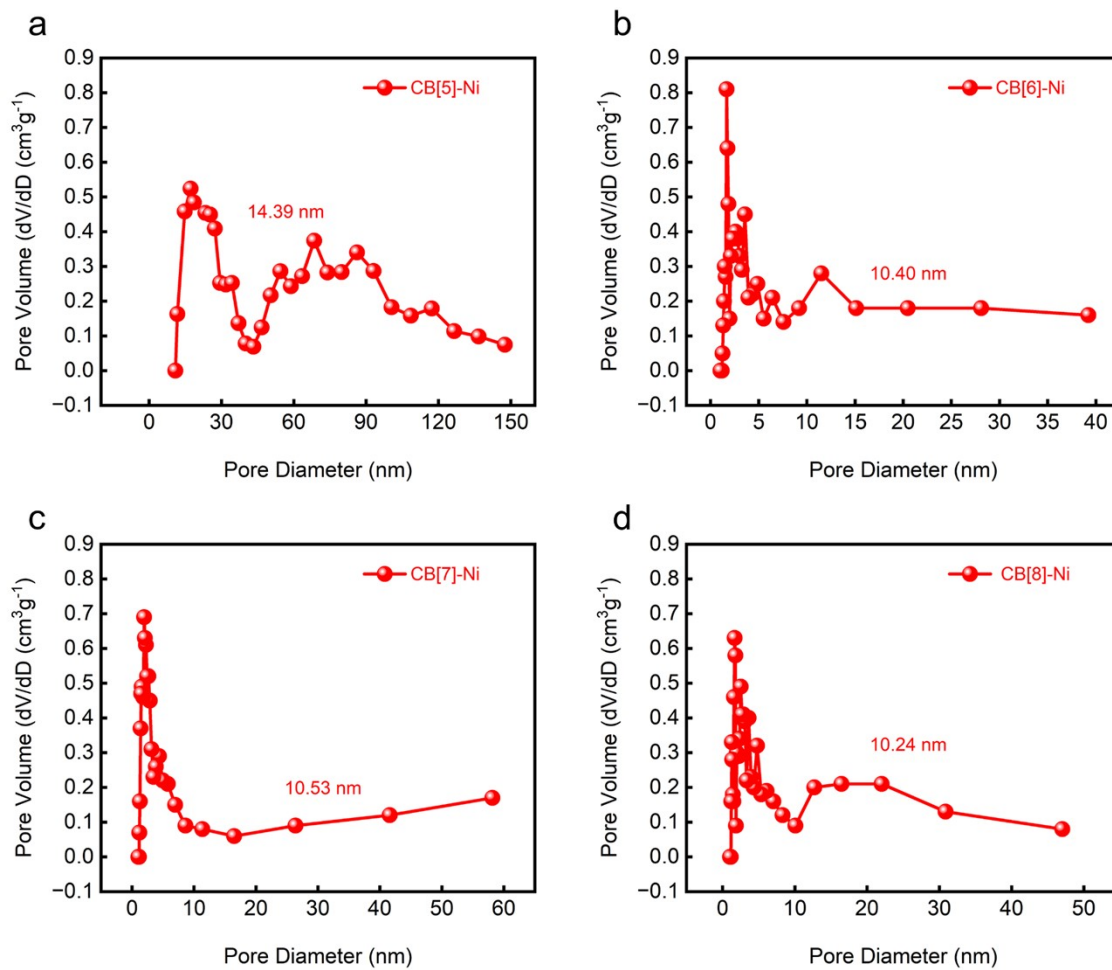 a
CB[5]-Ni
14.39 nm
Pore Volume (dV/dD (cm³g⁻¹)
0.9
0.8
0.7
0.6
0.5
0.4
0.3
0.2
0.1
0.0
−0.1
0 30 60 90 120 150
Pore Diameter (nm)
b
CB[6]-Ni
10.40 nm
Pore Volume (dV/dD (cm³g⁻¹)
0.9
0.8
0.7
0.6
0.5
0.4
0.3
0.2
0.1
0.0
−0.1
0 5 10 15 20 25 30 35 40
Pore Diameter (nm)
c
CB[7]-Ni
10.53 nm
Pore Volume (dV/dD (cm³g⁻¹)
0.9
0.8
0.7
0.6
0.5
0.4
0.3
0.2
0.1
0.0
−0.1
0 10 20 30 40 50 60
Pore Diameter (nm)
d
CB[8]-Ni
10.24 nm
Pore Volume (dV/dD (cm³g⁻¹)
0.9
0.8
0.7
0.6
0.5
0.4
0.3
0.2
0.1
0.0
−0.1
0 10 20 30 40 50
Pore Diameter (nm)